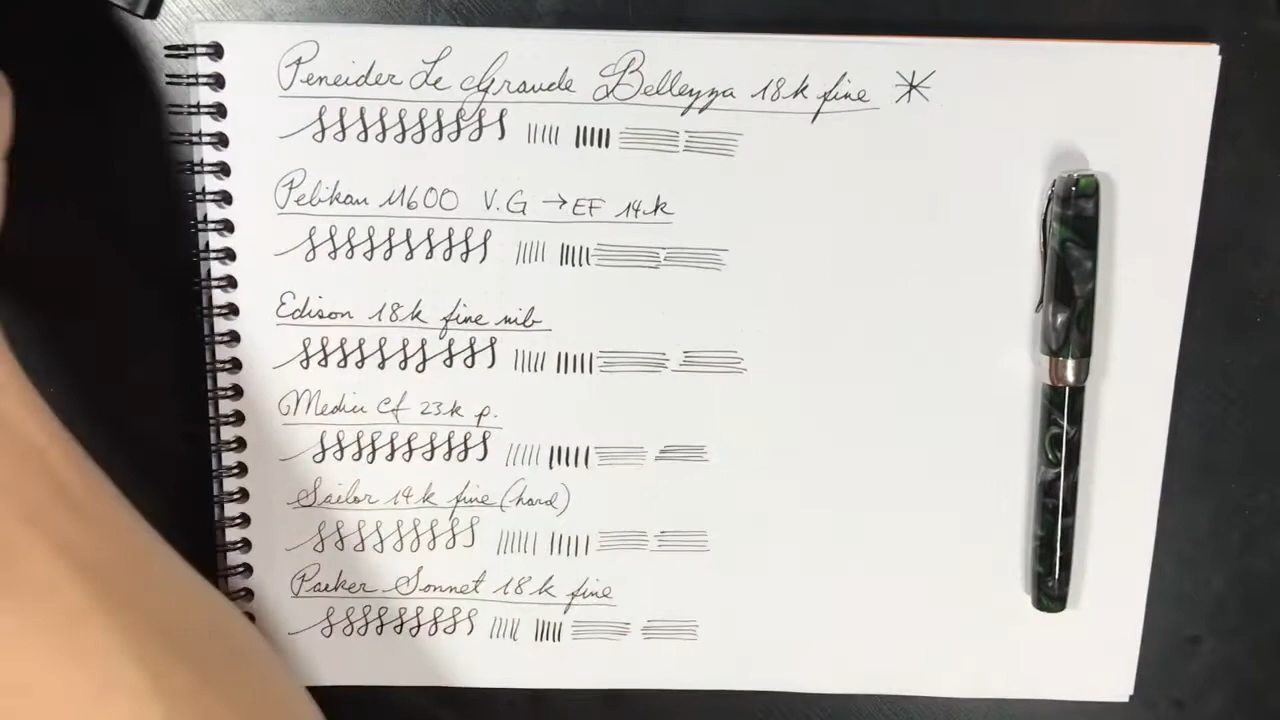 Peneider Le Grande Bellezza 18k fine
Pelikan M600 V.G →EF 14k
Edison 18k fine nib
Medici ef 23k p.
Sailor 14k fine (hard)
Parker Sonnet 18k fine